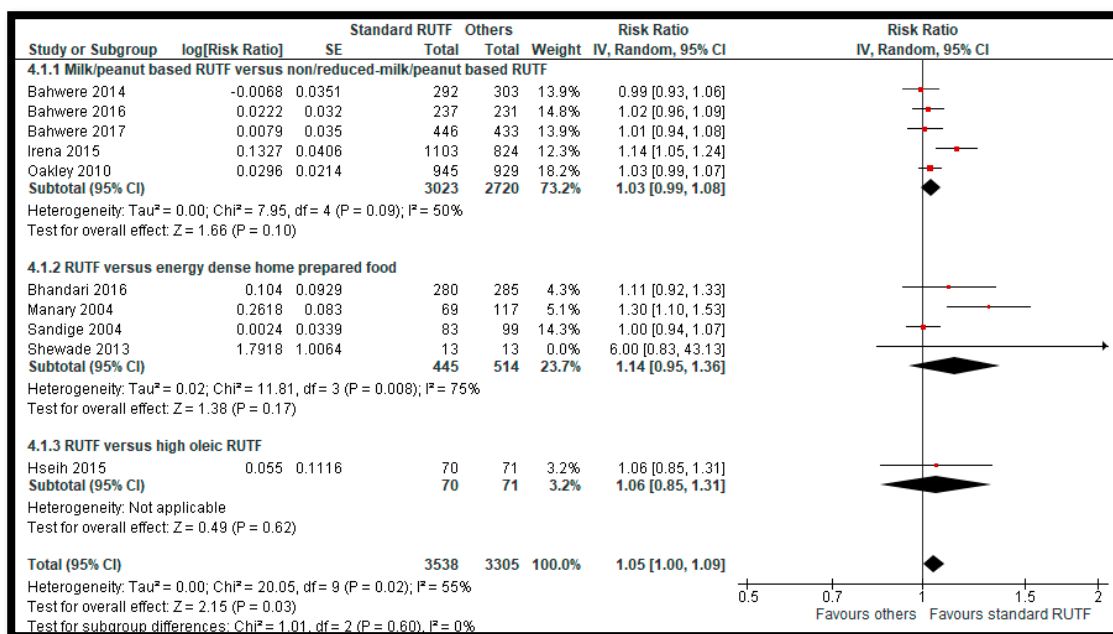 Standard RUTF Others Risk Ratio Risk Ratio
Study or Subgroup log[Risk Ratio] SE Total Total Weight IV, Random, 95% CI IV, Random, 95% CI
4.1.1 Milk/peanut based RUTF versus non/reduced-milk/peanut based RUTF
Bahwere 2014 -0.0068 0.0351 292 303 13.9% 0.99 [0.93, 1.06]
Bahwere 2016 0.0222 0.032 237 231 14.8% 1.02 [0.96, 1.09]
Bahwere 2017 0.0079 0.035 446 433 13.9% 1.01 [0.94, 1.08]
Irena 2015 0.1327 0.0406 1103 824 12.3% 1.14 [1.05, 1.24]
Oakley 2010 0.0296 0.0214 945 929 18.2% 1.03 [0.99, 1.07]
Subtotal (95% CI) 3023 2720 73.2% 1.03 [0.99, 1.08]
Heterogeneity: Tau² = 0.00; Chi² = 7.95, df = 4 (P = 0.09); I² = 50%
Test for overall effect: Z = 1.66 (P = 0.10)
4.1.2 RUTF versus energy dense home prepared food
Bhandari 2016 0.104 0.0929 280 285 4.3% 1.11 [0.92, 1.33]
Manary 2004 0.2618 0.083 69 117 5.1% 1.30 [1.10, 1.53]
Sandige 2004 0.0024 0.0339 83 99 14.3% 1.00 [0.94, 1.07]
Shewade 2013 1.7918 1.0064 13 13 0.0% 6.00 [0.83, 43.13]
Subtotal (95% CI) 445 514 23.7% 1.14 [0.95, 1.36]
Heterogeneity: Tau² = 0.02; Chi² = 11.81, df = 3 (P = 0.008); I² = 75%
Test for overall effect: Z = 1.38 (P = 0.17)
4.1.3 RUTF versus high oleic RUTF
Hseih 2015 0.055 0.1116 70 71 3.2% 1.06 [0.85, 1.31]
Subtotal (95% CI) 70 71 3.2% 1.06 [0.85, 1.31]
Heterogeneity: Not applicable
Test for overall effect: Z = 0.49 (P = 0.62)
Total (95% CI) 3538 3305 100.0% 1.05 [1.00, 1.09]
Heterogeneity: Tau² = 0.00; Chi² = 20.05, df = 9 (P = 0.02); I² = 55%
Test for overall effect: Z = 2.15 (P = 0.03)
Test for subgroup differences: Chi² = 1.01, df = 2 (P = 0.60), I² = 0%
0.5 0.7 1 1.5 2
Favours others Favours standard RUTF